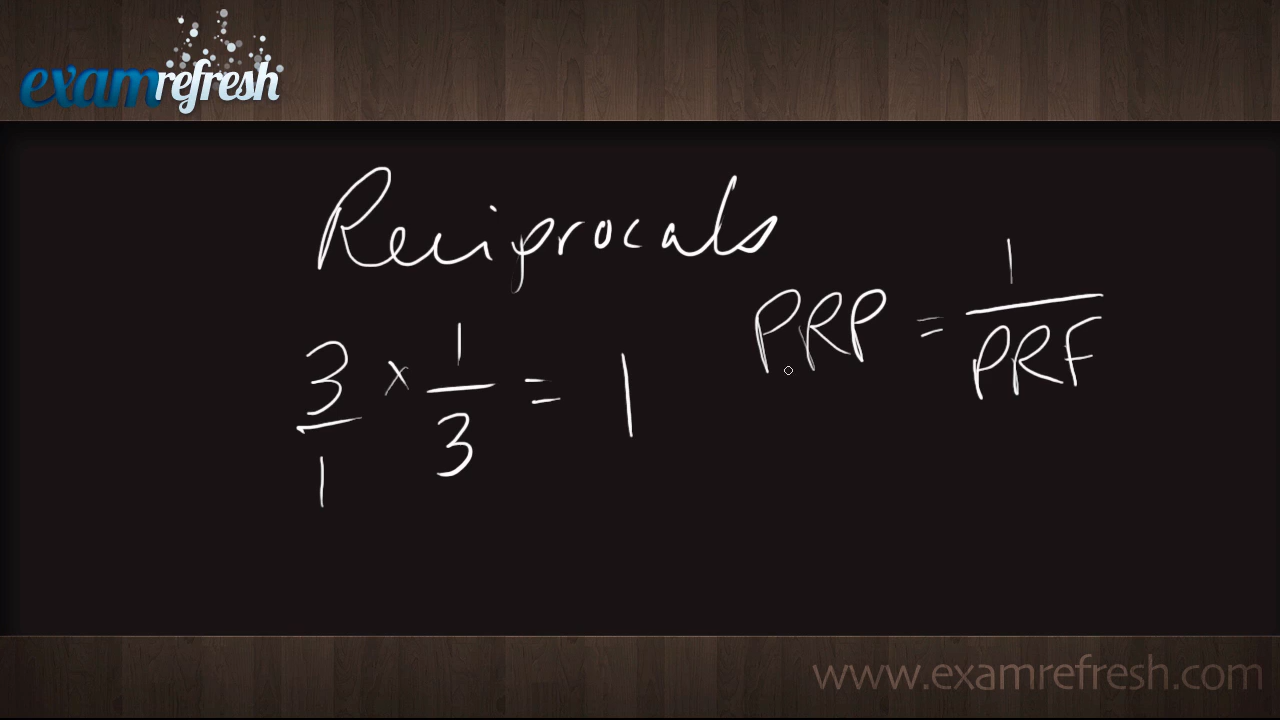 examrefresh
Reciprocals
3/1 × 1/3 = 1
PRP = 1/PRF
www.examrefresh.com